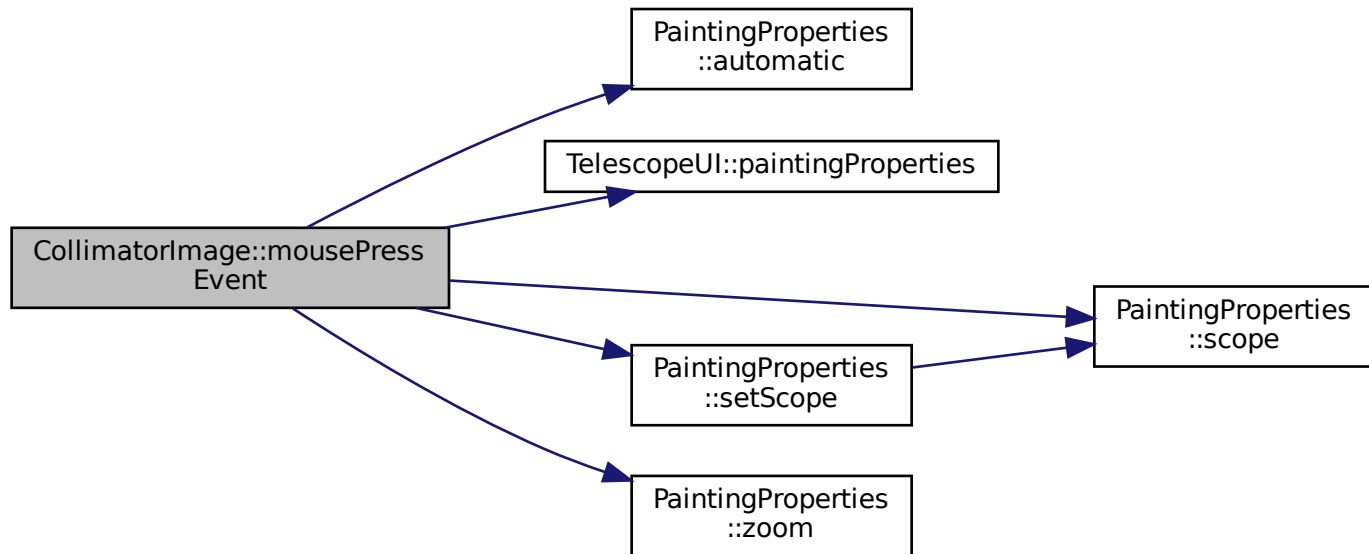 PaintingProperties
::automatic
TelescopeUI::paintingProperties
CollimatorImage::mousePress
Event
PaintingProperties
::scope
PaintingProperties
::setScope
PaintingProperties
::zoom